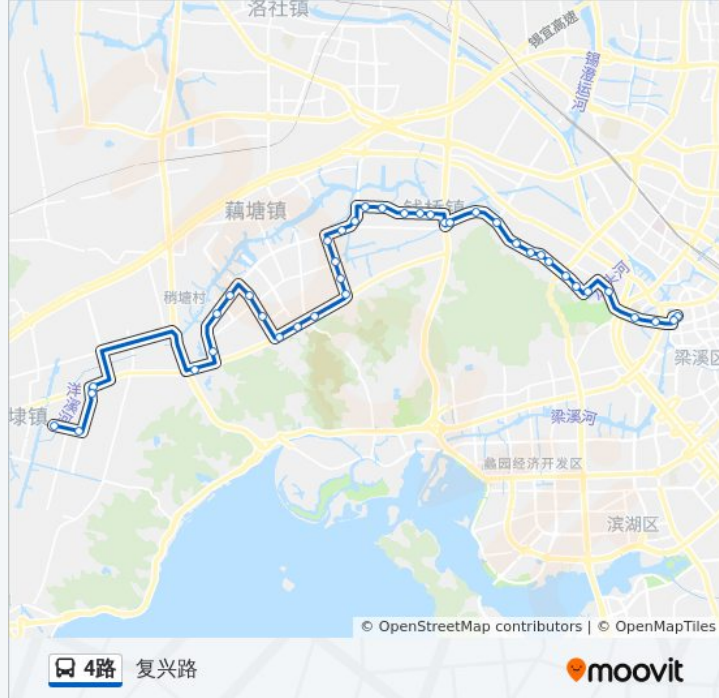 洛社镇
锡宜高速
锡澄运河
藕塘镇
钱桥镇
稍塘村
梁溪区
洋溪河
埭镇
梁溪河
蠡园经济开发区
滨湖区
© OpenStreetMap contributors | © OpenMapTiles
4路 复兴路
moovit